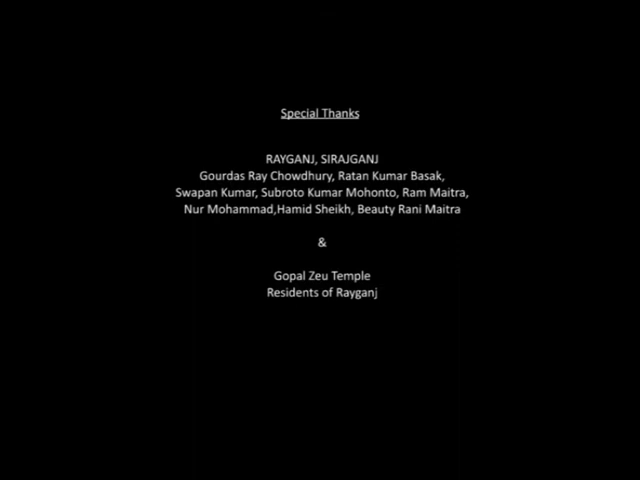 Special Thanks
RAYGANJ, SIRAJGANJ
Gourdas Ray Chowdhury, Ratan Kumar Basak,
Swapan Kumar, Subroto Kumar Mohonto, Ram Maitra,
Nur Mohammad,Hamid Sheikh, Beauty Rani Maitra
&
Gopal Zeu Temple
Residents of Rayganj